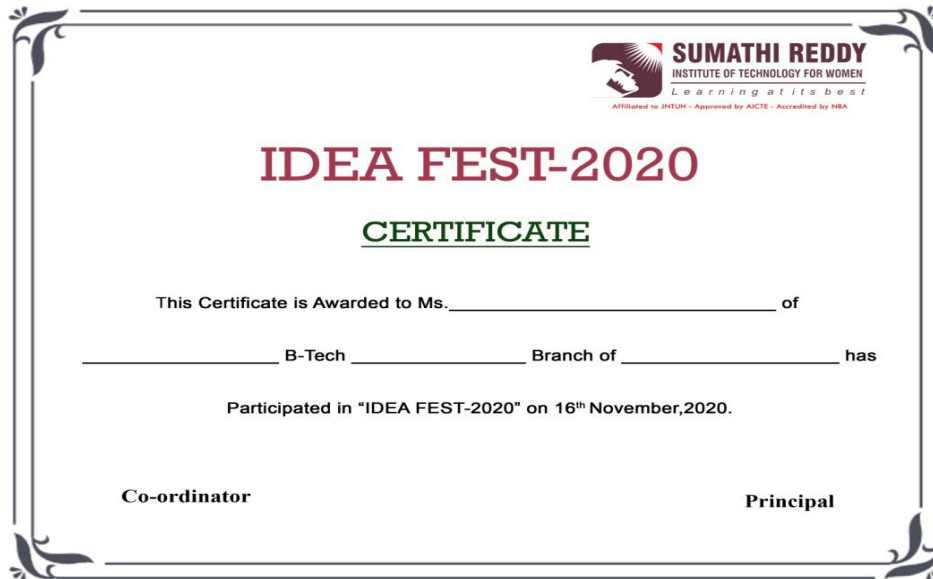 SUMATHI REDDY
INSTITUTE OF TECHNOLOGY FOR WOMEN
Learning at its best
Affiliated to JNTUH - Approved by AICTE - Accredited by NBA
IDEA FEST-2020
CERTIFICATE
This Certificate is Awarded to Ms.________________________________ of
____________________ B-Tech __________________ Branch of ______________________ has
Participated in “IDEA FEST-2020” on 16th November,2020.
Co-ordinator
Principal